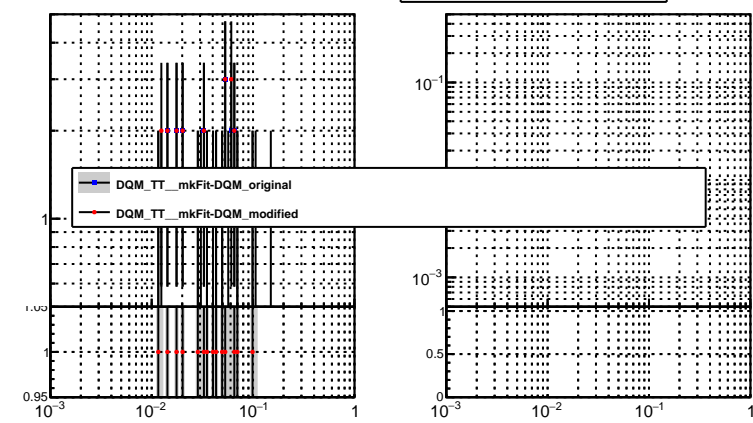 10⁻¹
DQM_TT__mkFit-DQM_original
DQM_TT__mkFit-DQM_modified
1
10⁻³
1.05
1
1
0.5
0.95
0
10⁻³ 10⁻² 10⁻¹ 1
10⁻³ 10⁻² 10⁻¹ 1